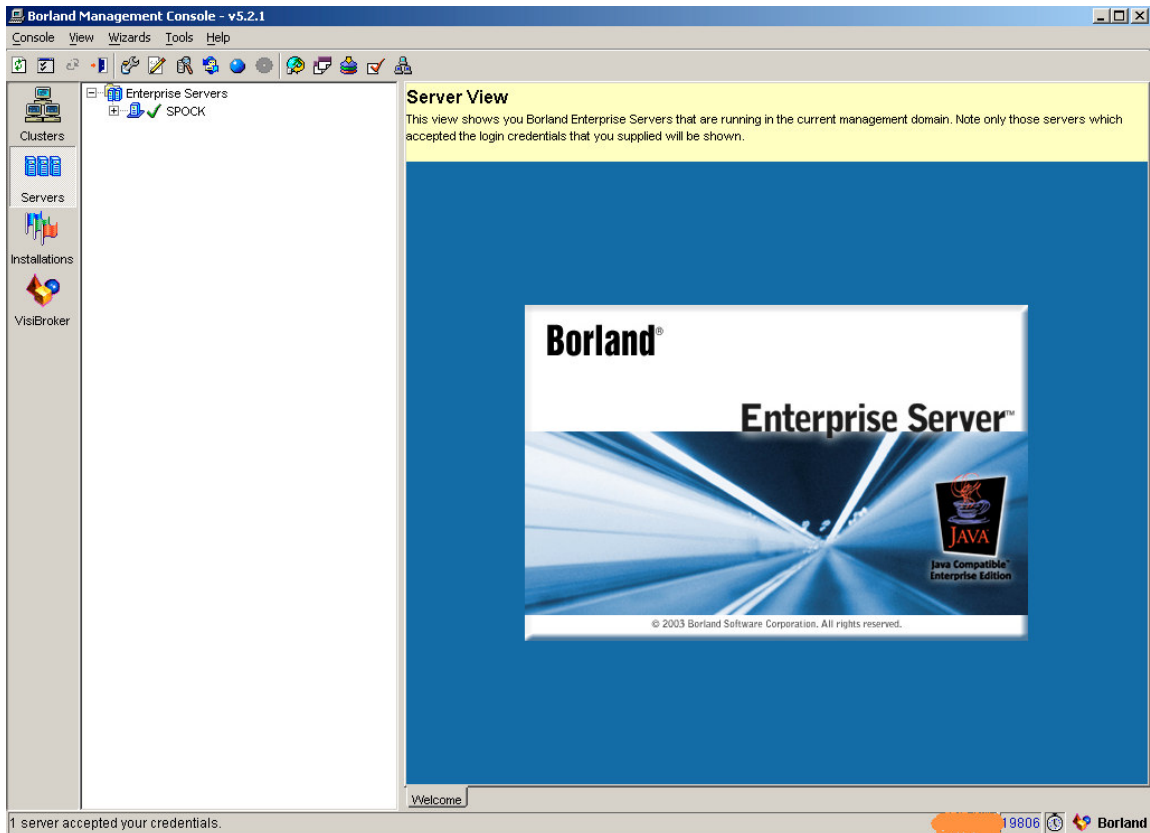 Borland Management Console - v5.2.1
Console View Wizards Tools Help
Clusters
Servers
Installations
VisiBroker
Enterprise Servers
SPOCK
Server View
This view shows you Borland Enterprise Servers that are running in the current management domain. Note only those servers which
accepted the login credentials that you supplied will be shown.
Borland®
Enterprise Server™
JAVA
Java Compatible™
Enterprise Edition
© 2003 Borland Software Corporation. All rights reserved.
Welcome
1 server accepted your credentials.
19806
Borland